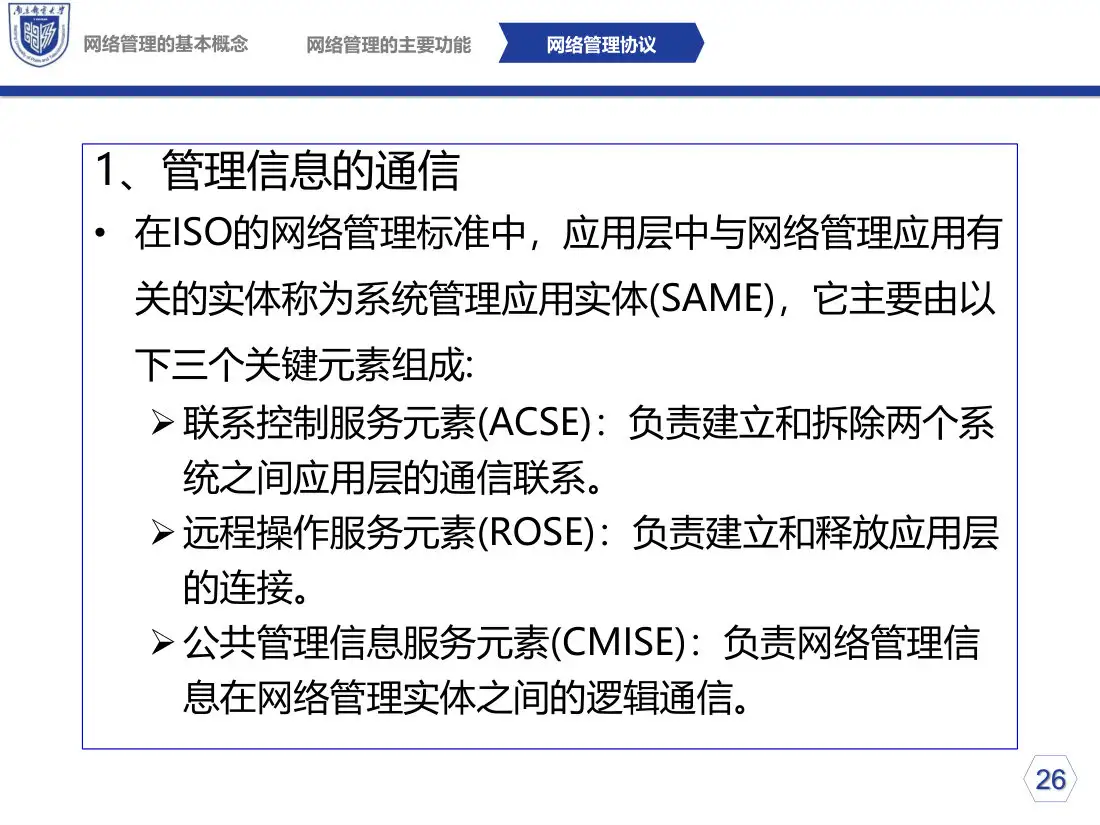 南京邮电大学
网络管理的基本概念
网络管理的主要功能
网络管理协议
1、管理信息的通信
• 在ISO的网络管理标准中，应用层中与网络管理应用有
关的实体称为系统管理应用实体(SAME)，它主要由以
下三个关键元素组成:
➢联系控制服务元素(ACSE)：负责建立和拆除两个系
统之间应用层的通信联系。
➢远程操作服务元素(ROSE)：负责建立和释放应用层
的连接。
➢公共管理信息服务元素(CMISE)：负责网络管理信
息在网络管理实体之间的逻辑通信。
26